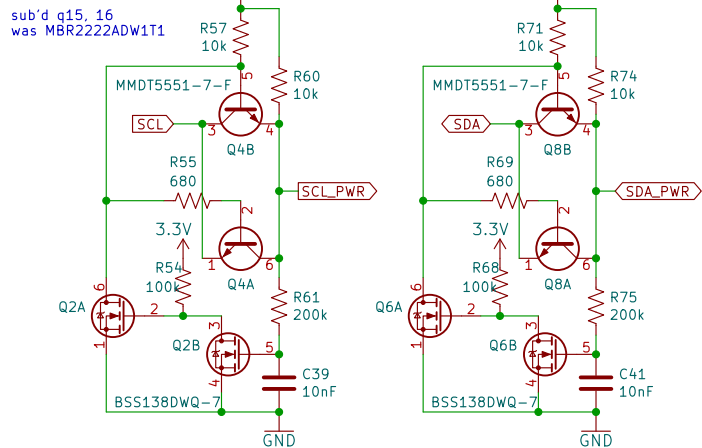 sub'd q15, 16
was MBR2222ADW1T1
R57
10k
R60
10k
MMDT5551-7-F
5
3
4
Q4B
SCL
R55
680
SCL_PWR
2
3.3V
1
6
Q4A
R54
100k
6
Q2A
2
1
R61
200k
3
Q2B
5
4
C39
10nF
BSS138DWQ-7
GND
R71
10k
R74
10k
MMDT5551-7-F
5
3
4
Q8B
SDA
R69
680
SDA_PWR
2
3.3V
1
6
Q8A
R68
100k
6
Q6A
2
1
R75
200k
3
Q6B
5
4
C41
10nF
BSS138DWQ-7
GND